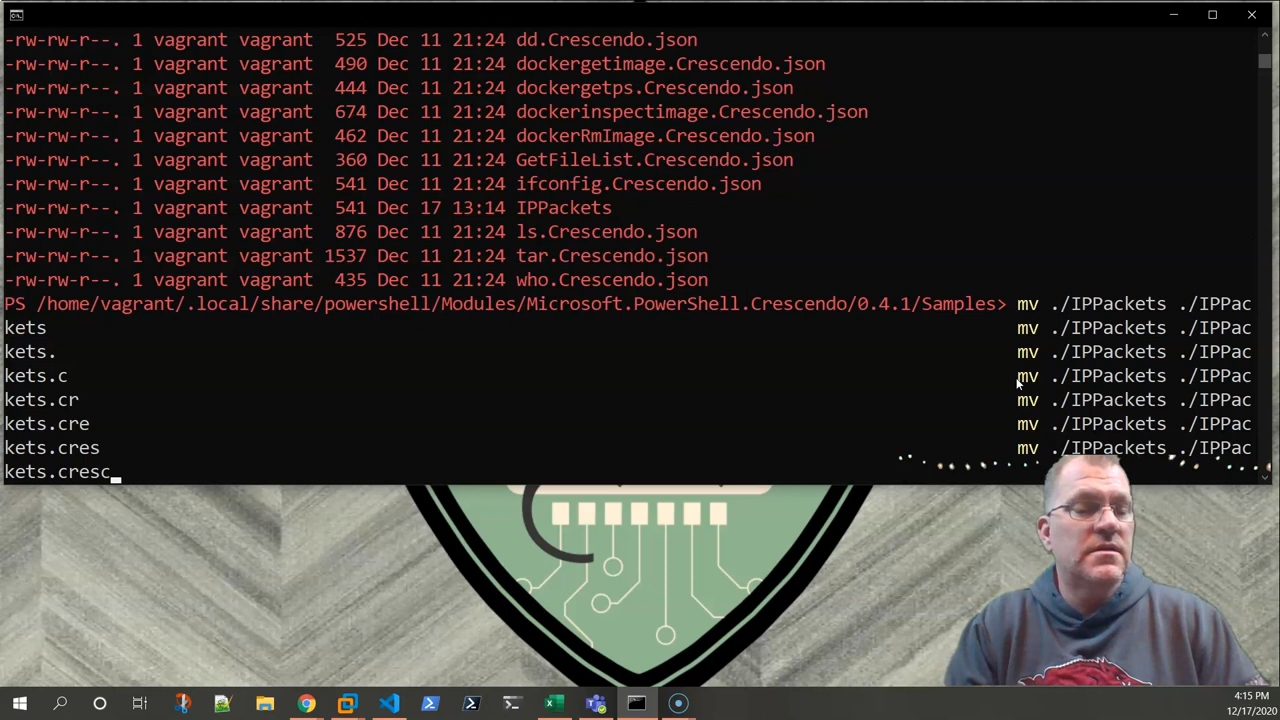 -rw-rw-r--. 1 vagrant vagrant  525 Dec 11 21:24 dd.Crescendo.json
-rw-rw-r--. 1 vagrant vagrant  490 Dec 11 21:24 dockergetimage.Crescendo.json
-rw-rw-r--. 1 vagrant vagrant  444 Dec 11 21:24 dockergetps.Crescendo.json
-rw-rw-r--. 1 vagrant vagrant  674 Dec 11 21:24 dockerinspectimage.Crescendo.json
-rw-rw-r--. 1 vagrant vagrant  462 Dec 11 21:24 dockerRmImage.Crescendo.json
-rw-rw-r--. 1 vagrant vagrant  360 Dec 11 21:24 GetFileList.Crescendo.json
-rw-rw-r--. 1 vagrant vagrant  541 Dec 11 21:24 ifconfig.Crescendo.json
-rw-rw-r--. 1 vagrant vagrant  541 Dec 17 13:14 IPPackets
-rw-rw-r--. 1 vagrant vagrant  876 Dec 11 21:24 ls.Crescendo.json
-rw-rw-r--. 1 vagrant vagrant 1537 Dec 11 21:24 tar.Crescendo.json
-rw-rw-r--. 1 vagrant vagrant  435 Dec 11 21:24 who.Crescendo.json
PS /home/vagrant/.local/share/powershell/Modules/Microsoft.PowerShell.Crescendo/0.4.1/Samples> mv ./IPPackets ./IPPac
kets mv ./IPPackets ./IPPac
kets. mv ./IPPackets ./IPPac
kets.c mv ./IPPackets ./IPPac
kets.cr mv ./IPPackets ./IPPac
kets.cre mv ./IPPackets ./IPPac
kets.cres mv ./IPPackets ./IPPac
kets.cresc
4:15 PM
12/17/2020